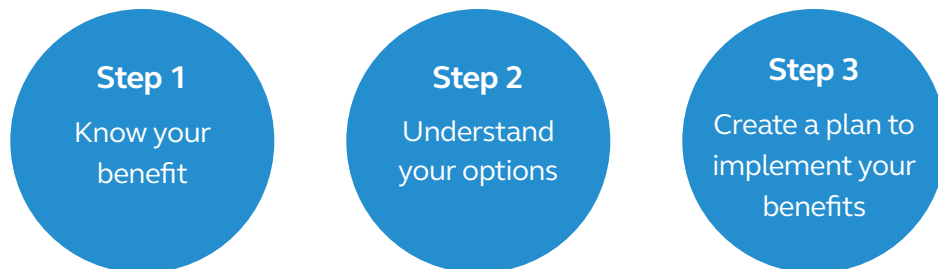 Step 1
Know your
benefit
Step 2
Understand
your options
Step 3
Create a plan to
implement your
benefits